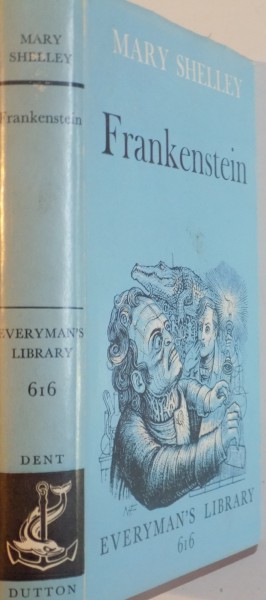 MARY
SHELLEY
Frankenstein
EVERYMAN'S
LIBRARY
616
DENT
DUTTON
MARY SHELLEY
Frankenstein
EVERYMAN'S LIBRARY
616